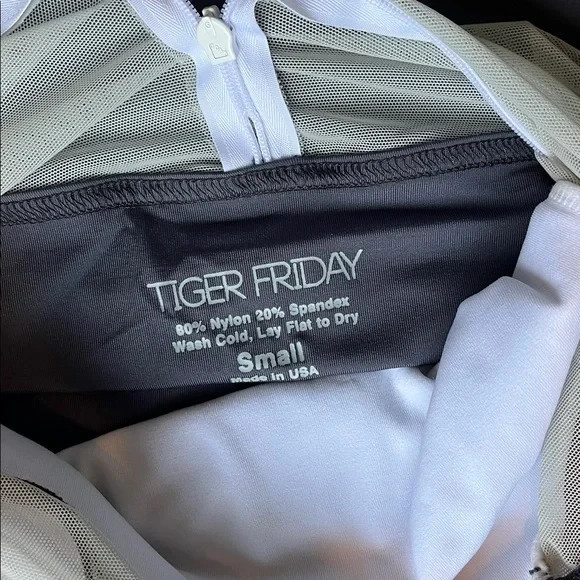 TIGER FRIDAY
80% Nylon 20% Spandex
Wash Cold, Lay Flat to Dry
Small
Made in USA